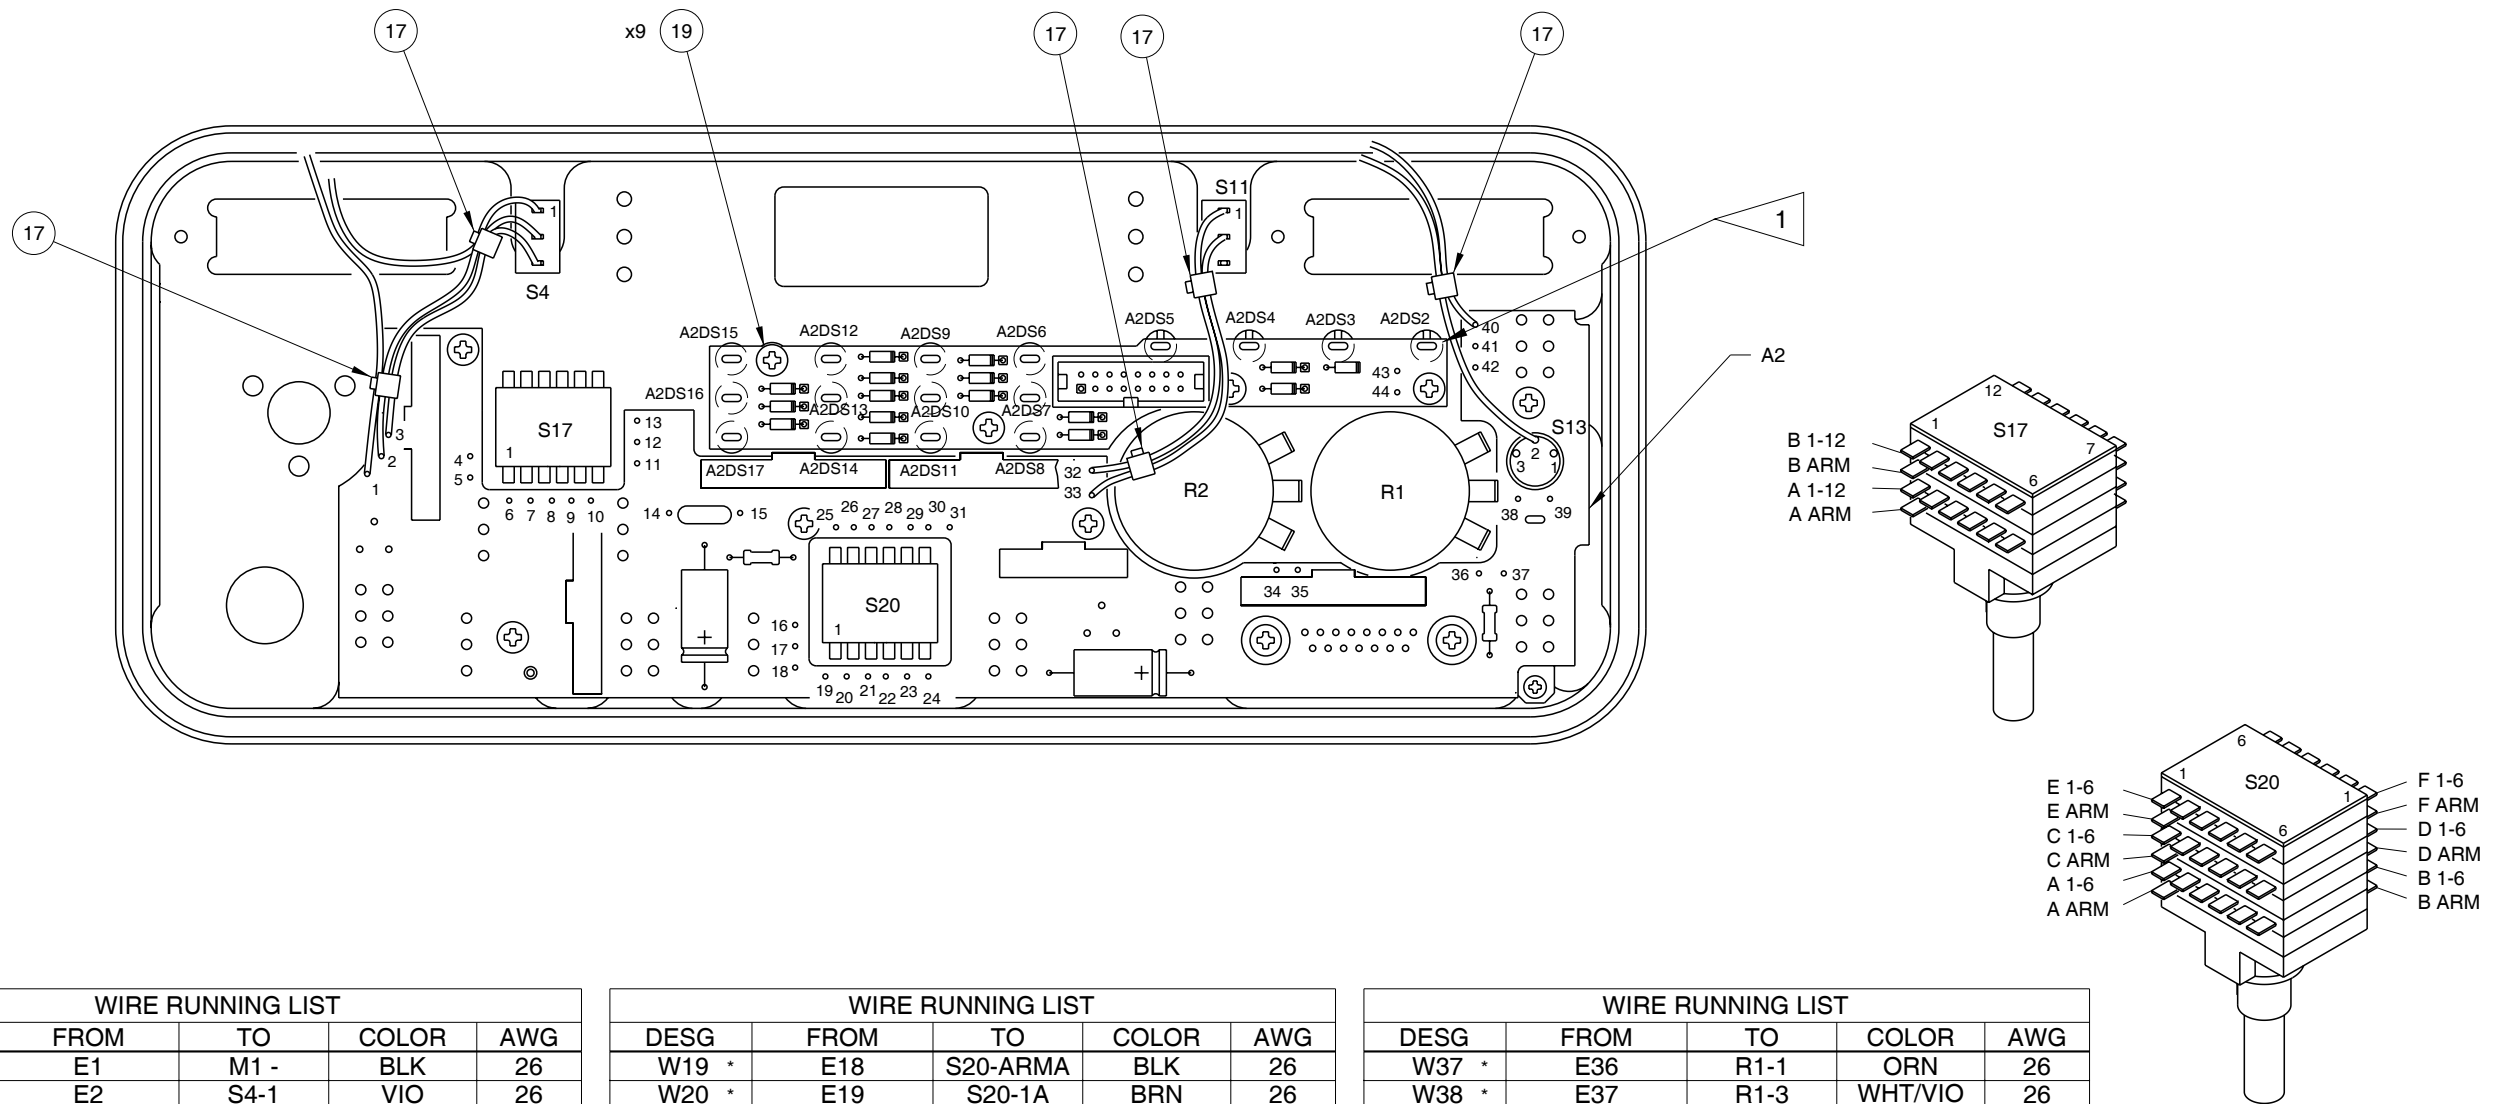 17
x9 19
17
17
17
17
S11
1
1
1
S4
A2DS15
A2DS12
A2DS9
A2DS6
A2DS5
A2DS4
A2DS3
A2DS2
40
41
42
A2
43
44
A2DS16
A2DS13
A2DS10
A2DS7
S17
1
13
12
11
3
2
1
4
5
S13
3 2 1
A2DS17
A2DS14
A2DS11
A2DS8
32
33
R2
R1
6 7 8 9 10
14
15
25 26 27 28 29 30 31
38
39
S20
1
36
37
34 35
16
17
18
+
+
19 20 21 22 23 24
12
1
S17
7
6
B 1-12
B ARM
A 1-12
A ARM
6
1
S20
1
6
E 1-6
E ARM
C 1-6
C ARM
A 1-6
A ARM
F 1-6
F ARM
D 1-6
D ARM
B 1-6
B ARM
WIRE RUNNING LIST
FROM TO COLOR AWG
E1 M1 - BLK 26
E2 S4-1 VIO 26
WIRE RUNNING LIST
DESG FROM TO COLOR AWG
W19 * E18 S20-ARMA BLK 26
W20 * E19 S20-1A BRN 26
WIRE RUNNING LIST
DESG FROM TO COLOR AWG
W37 * E36 R1-1 ORN 26
W38 * E37 R1-3 WHT/VIO 26